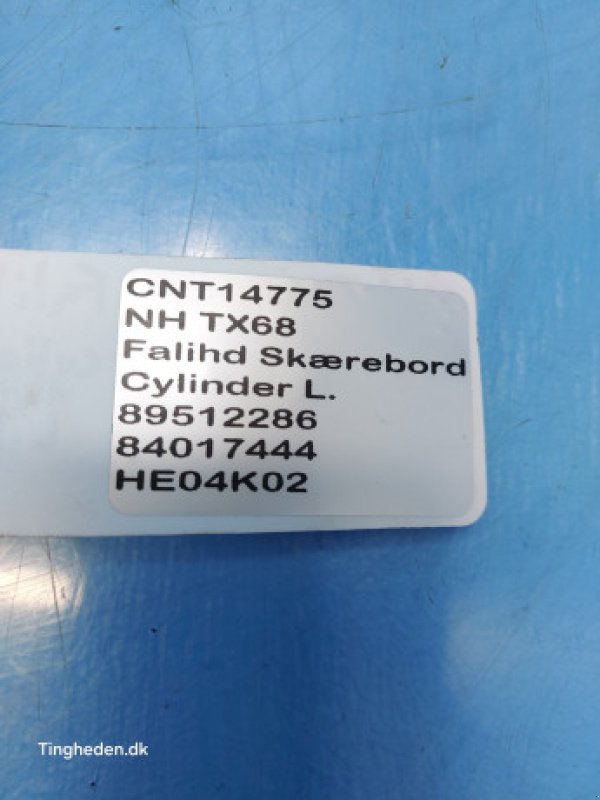 CNT14775
NH TX68
Falihd Skærebord
Cylinder L.
89512286
84017444
HE04K02
Tingheden.dk